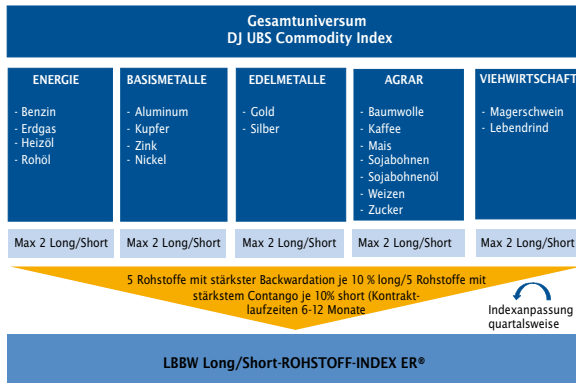 Gesamtuniversum
DJ UBS Commodity Index
ENERGIE
- Benzin
- Erdgas
- Heizöl
- Rohöl
BASISMETALLE
- Aluminum
- Kupfer
- Zink
- Nickel
EDELMETALLE
- Gold
- Silber
AGRAR
- Baumwolle
- Kaffee
- Mais
- Sojabohnen
- Sojabohnenöl
- Weizen
- Zucker
VIEHWIRTSCHAFT
- Magerschwein
- Lebendrind
Max 2 Long/Short
Max 2 Long/Short
Max 2 Long/Short
Max 2 Long/Short
Max 2 Long/Short
5 Rohstoffe mit stärkster Backwardation je 10 % long/5 Rohstoffe mit
stärkstem Contango je 10% short (Kontrakt-
laufzeiten 6-12 Monate
Indexanpassung
quartalsweise
LBBW Long/Short-ROHSTOFF-INDEX ER®